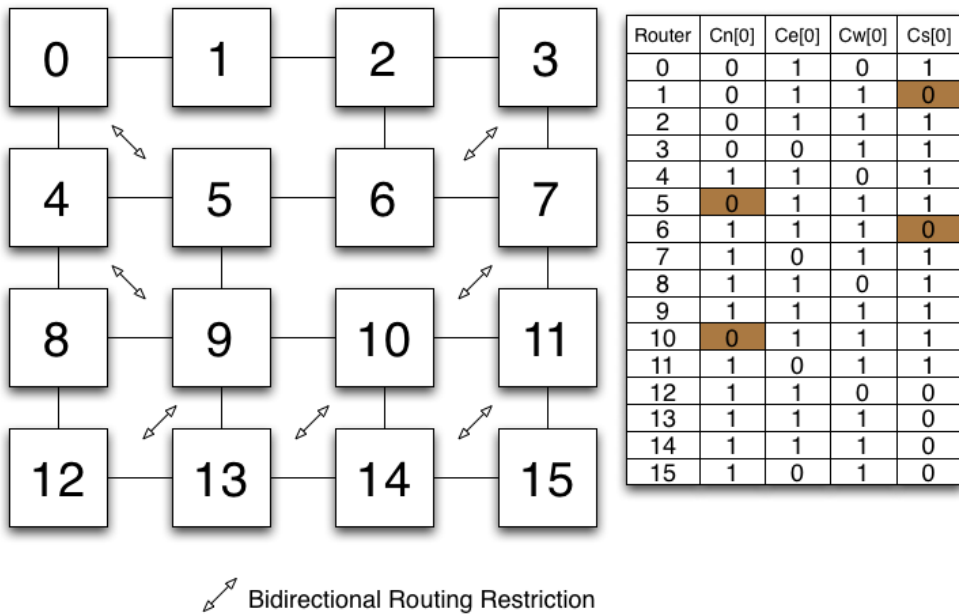 0 1 2 3
4 5 6 7
8 9 10 11
12 13 14 15
Bidirectional Routing Restriction
Router Cn[0] Ce[0] Cw[0] Cs[0]
0 0 1 0 1
1 0 1 1 0
2 0 1 1 1
3 0 0 1 1
4 1 1 0 1
5 0 1 1 1
6 1 1 1 0
7 1 0 1 1
8 1 1 0 1
9 1 1 1 1
10 0 1 1 1
11 1 0 1 1
12 1 1 0 0
13 1 1 1 0
14 1 1 1 0
15 1 0 1 0